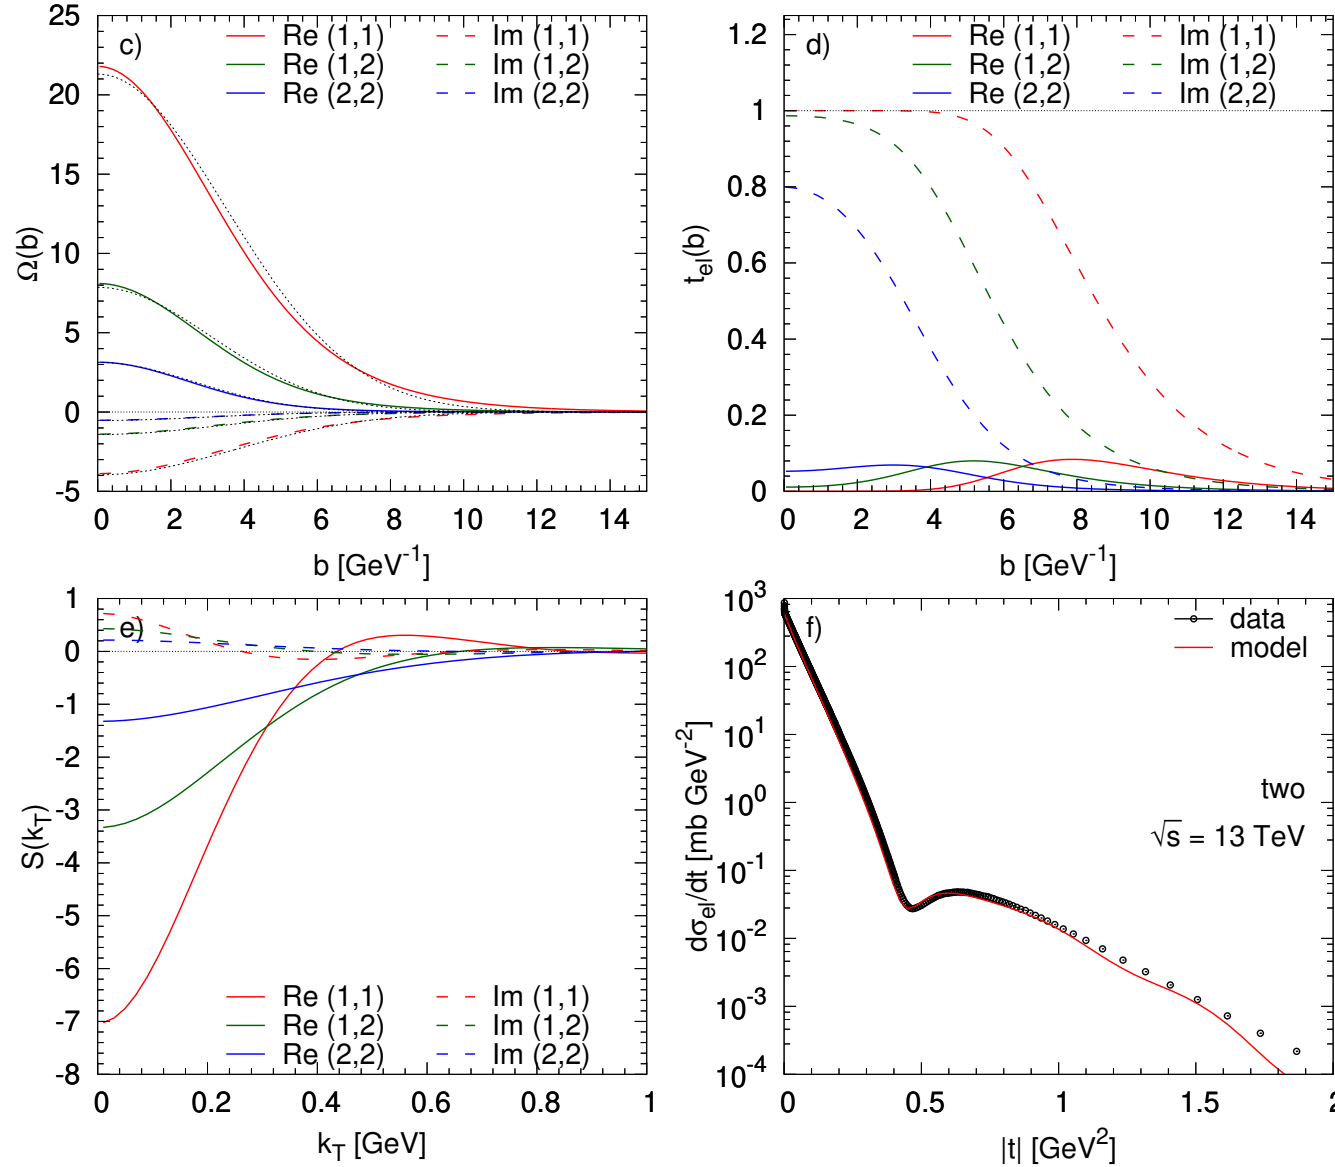 25
20
15
10
5
0
-5
Ω(b)
c)
Re (1,1)
Re (1,2)
Re (2,2)
Im (1,1)
Im (1,2)
Im (2,2)
0 2 4 6 8 10 12 14
b [GeV⁻¹]
1.2
1
0.8
0.6
0.4
0.2
0
t_el(b)
d)
Re (1,1)
Re (1,2)
Re (2,2)
Im (1,1)
Im (1,2)
Im (2,2)
0 2 4 6 8 10 12 14
b [GeV⁻¹]
1
0
-1
-2
-3
-4
-5
-6
-7
-8
S(k_T)
e)
Re (1,1)
Re (1,2)
Re (2,2)
Im (1,1)
Im (1,2)
Im (2,2)
0 0.2 0.4 0.6 0.8 1
k_T [GeV]
10³
10²
10¹
10⁰
10⁻¹
10⁻²
10⁻³
10⁻⁴
dσ_el/dt [mb GeV⁻²]
f)
data
model
two
√s = 13 TeV
0 0.5 1 1.5 2
|t| [GeV²]